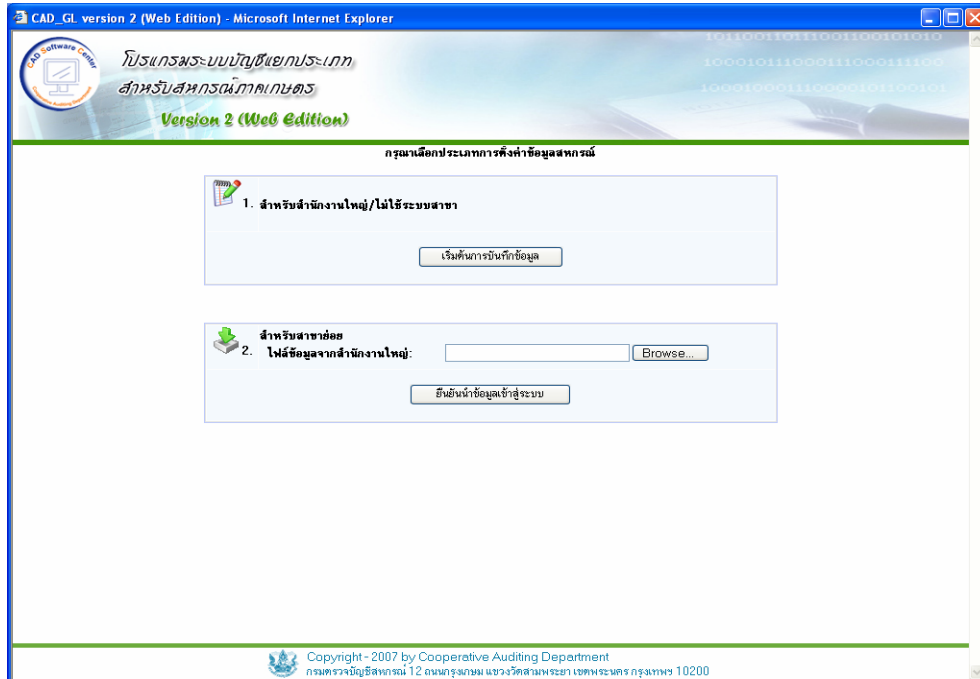 CAD_GL version 2 (Web Edition) - Microsoft Internet Explorer
CAD Software Center
Cooperative Auditing Department
โปรแกรมระบบบัญชีแยกประเภท
สำหรับสหกรณ์ภาคเกษตร
Version 2 (Web Edition)
101100110111001100101010
1000101110001110001111100
กรุณาเลือกประเภทการตั้งค่าข้อมูลสหกรณ์
1. สำหรับสำนักงานใหญ่/ไม่ใช้ระบบสาขา
เริ่มต้นการบันทึกข้อมูล
สำหรับสาขาย่อย
2. ไฟล์ข้อมูลจากสำนักงานใหญ่: Browse...
ยืนยันนำข้อมูลเข้าสู่ระบบ
Copyright - 2007 by Cooperative Auditing Department
กรมตรวจบัญชีสหกรณ์ 12 ถนนกรุงเกษม แขวงวัดสามพระยา เขตพระนคร กรุงเทพฯ 10200